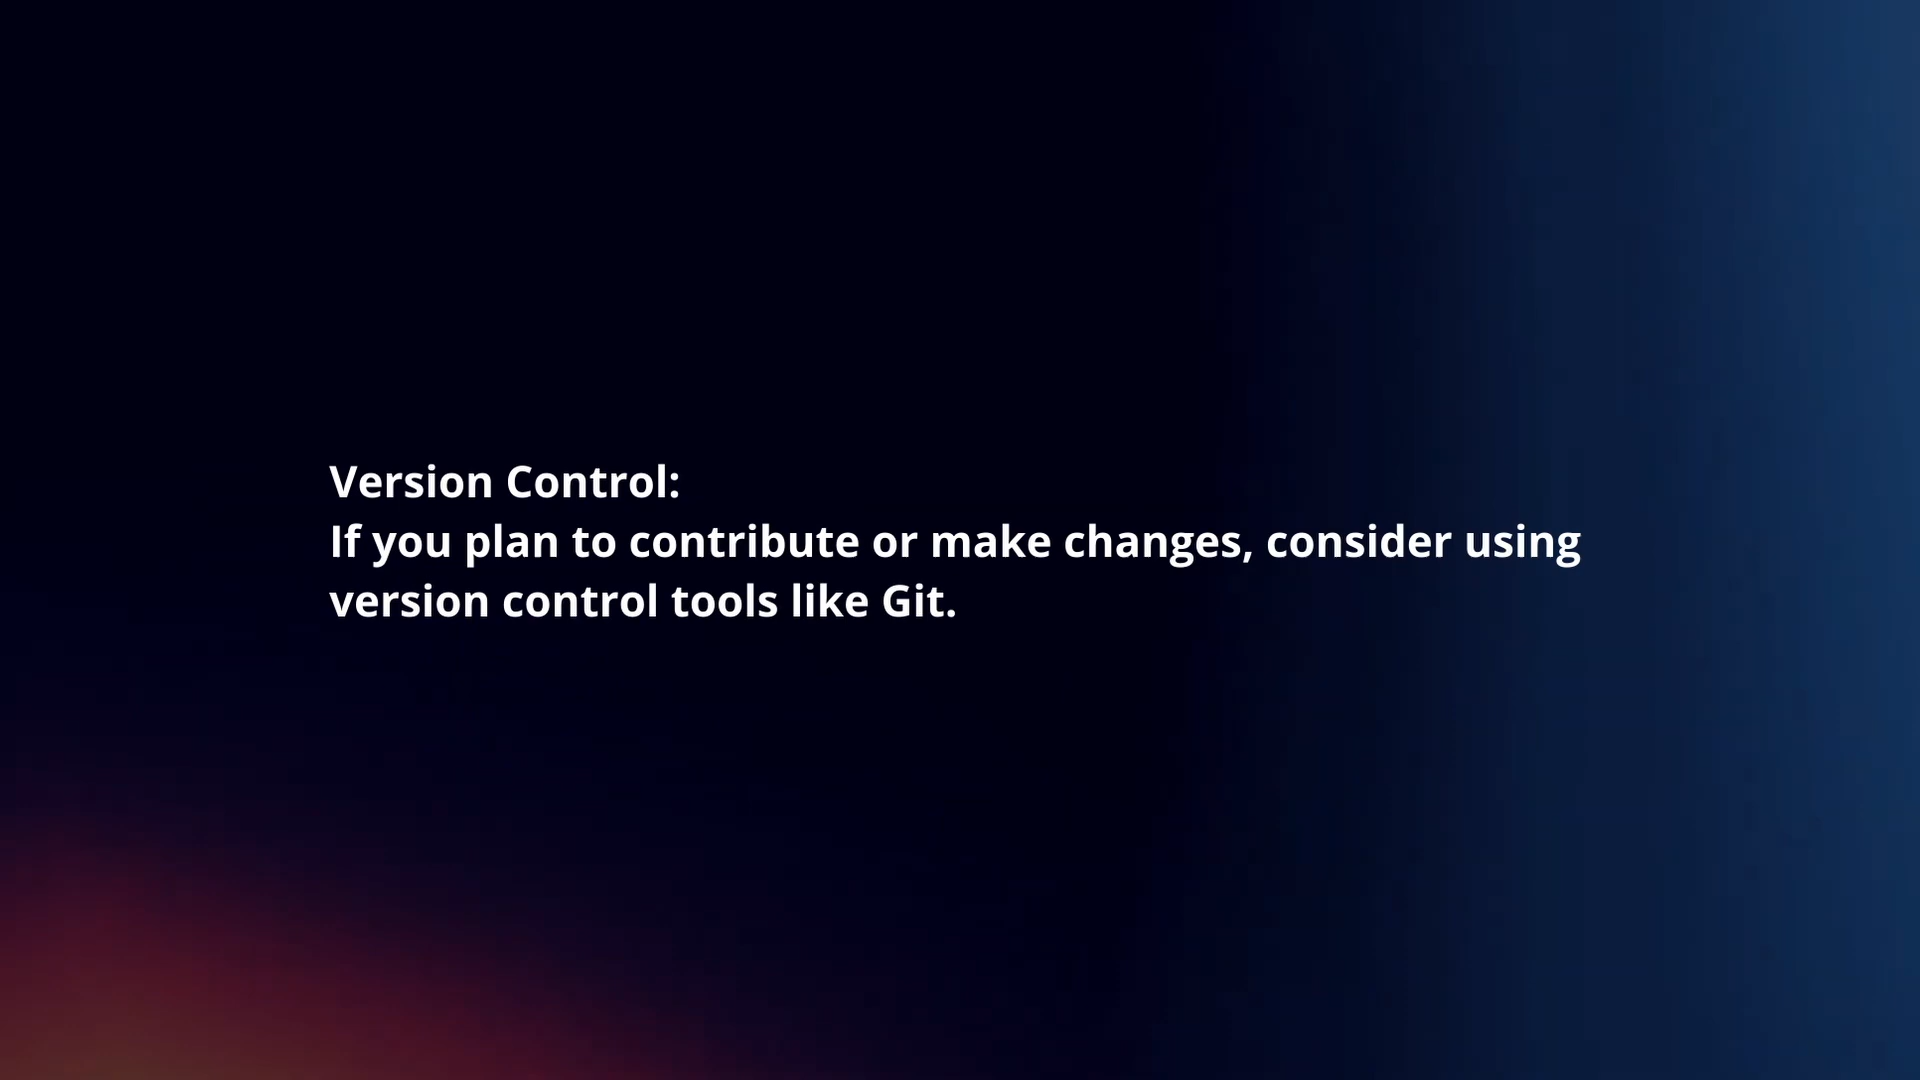 Version Control:
If you plan to contribute or make changes, consider using
version control tools like Git.